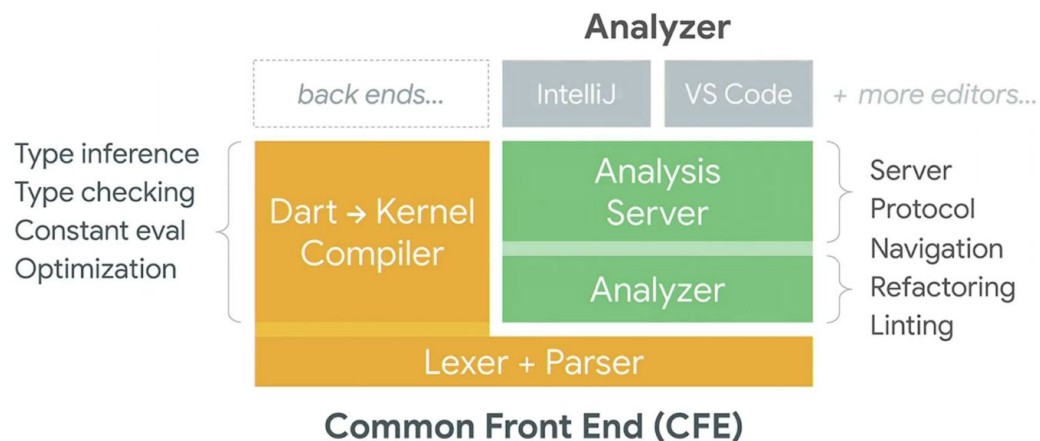 Analyzer
back ends...
IntelliJ
VS Code
+ more editors...
Type inference
Type checking
Constant eval
Optimization
Dart → Kernel
Compiler
Analysis
Server
Analyzer
Server
Protocol
Navigation
Refactoring
Linting
Lexer + Parser
Common Front End (CFE)